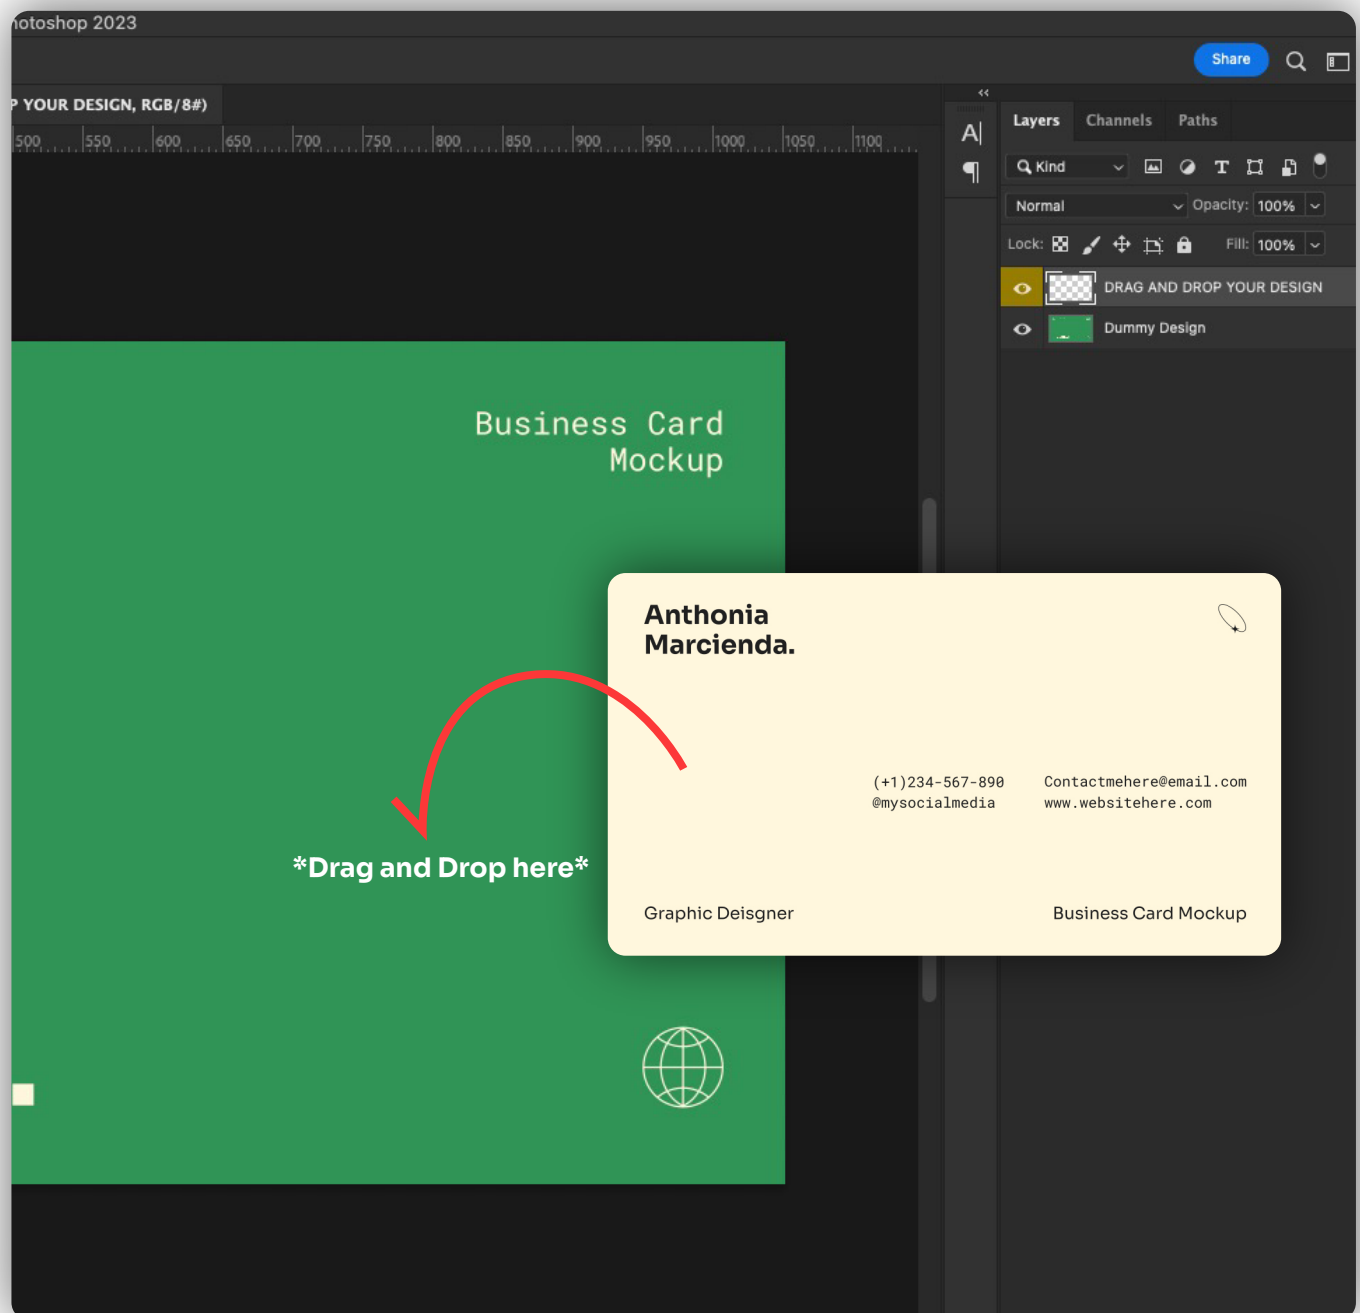 hotoshop 2023
Share
P YOUR DESIGN, RGB/8#)
500 550 600 650 700 750 800 850 900 950 1000 1050 1100
A|
Layers Channels Paths
Kind
Normal Opacity: 100%
Lock: Fill: 100%
DRAG AND DROP YOUR DESIGN
Dummy Design
Business Card
Mockup
Anthonia
Marcienda.
(+1)234-567-890 Contactmehere@email.com
@mysocialmedia www.websitehere.com
*Drag and Drop here*
Graphic Deisgner Business Card Mockup